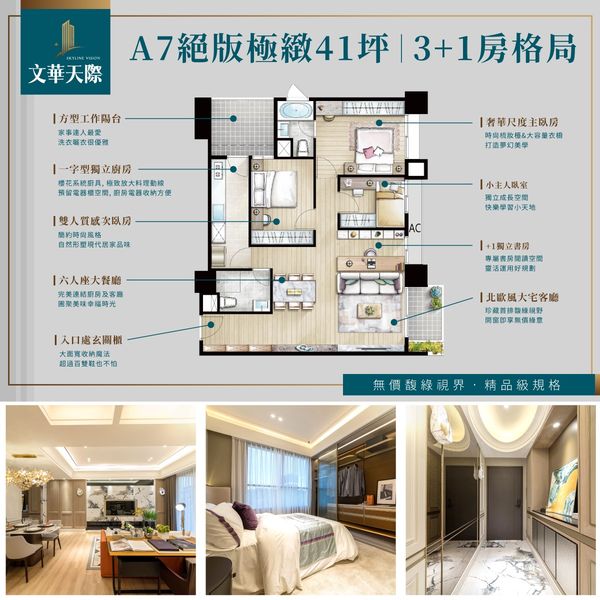 SKYLINE VISION
文華天際
A7絕版極緻41坪|3+1房格局
方型工作陽台
家事達人最愛
洗衣曬衣很優雅
一字型獨立廚房
櫻花系統廚具, 極致放大料理動線
預留電器櫃空間, 廚房電器收納方便
雙人質感次臥房
簡約時尚風格
自然形塑現代居家品味
六人座大餐廳
完美連結廚房及客廳
團聚美味幸福時光
入口處玄關櫃
大面寬收納魔法
超過百雙鞋也不怕
奢華尺度主臥房
時尚梳妝檯&大容量衣櫥
打造夢幻美學
小主人臥室
獨立成長空間
快樂學習小天地
AC
+1獨立書房
專屬書房閱讀空間
靈活運用好規劃
北歐風大宅客廳
珍藏首排馥綠視野
開窗即享無價綠意
無價馥綠視界．精品級規格